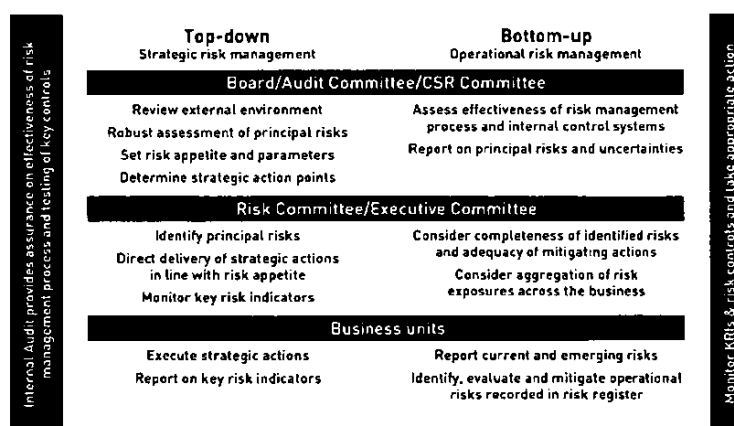 Top-down
Strategic risk management
Bottom-up
Operational risk management
Board/Audit Committee/CSR Committee
Review external environment
Robust assessment of principal risks
Set risk appetite and parameters
Determine strategic action points
Assess effectiveness of risk management
process and internal control systems
Report on principal risks and uncertainties
Risk Committee/Executive Committee
Identify principal risks
Direct delivery of strategic actions
in line with risk appetite
Monitor key risk indicators
Consider completeness of identified risks
and adequacy of mitigating actions
Consider aggregation of risk
exposures across the business
Business units
Execute strategic actions
Report on key risk indicators
Report current and emerging risks
Identify, evaluate and mitigate operational
risks recorded in risk register
Internal Audit provides assurance on effectiveness of risk
management process and testing of key controls
Monitor KRIs & risk controls and take appropriate action